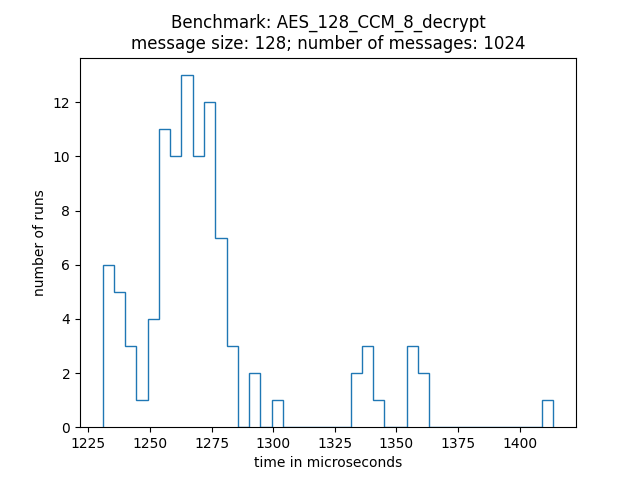 Benchmark: AES_128_CCM_8_decrypt
message size: 128; number of messages: 1024
12
10
8
6
4
2
0
number of runs
1225 1250 1275 1300 1325 1350 1375 1400
time in microseconds